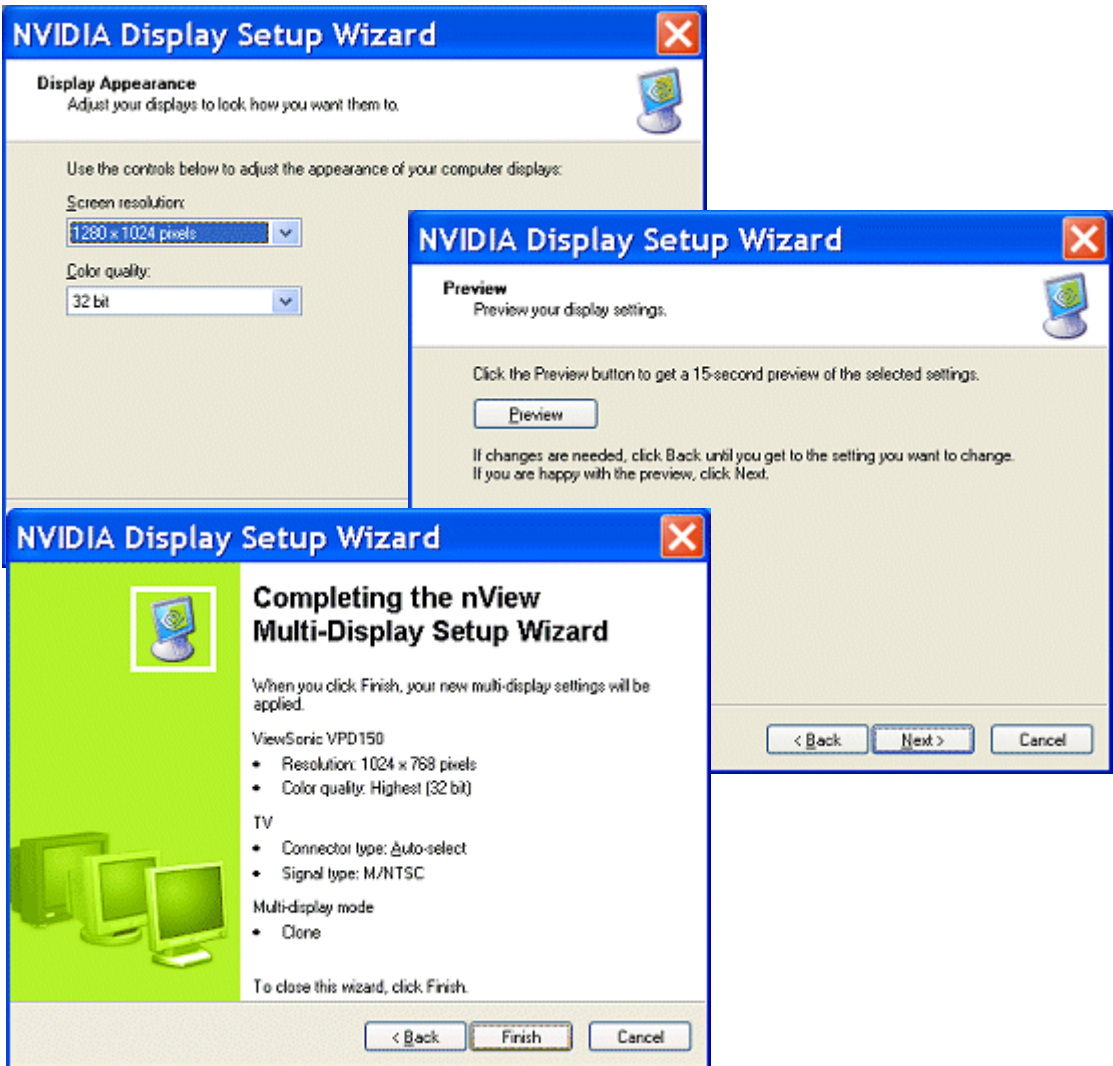 NVIDIA Display Setup Wizard
Display Appearance
Adjust your displays to look how you want them to.
Use the controls below to adjust the appearance of your computer displays:
Screen resolution:
1280 x 1024 pixels
Color quality:
32 bit
NVIDIA Display Setup Wizard
Preview
Preview your display settings.
Click the Preview button to get a 15-second preview of the selected settings.
Preview
If changes are needed, click Back until you get to the setting you want to change.
If you are happy with the preview, click Next.
< Back Next > Cancel
NVIDIA Display Setup Wizard
Completing the nView
Multi-Display Setup Wizard
When you click Finish, your new multi-display settings will be
applied.
ViewSonic VPD150
• Resolution: 1024 x 768 pixels
• Color quality: Highest (32 bit)
TV
• Connector type: Auto-select
• Signal type: M/NTSC
Multi-display mode
• Clone
To close this wizard, click Finish.
< Back Finish Cancel